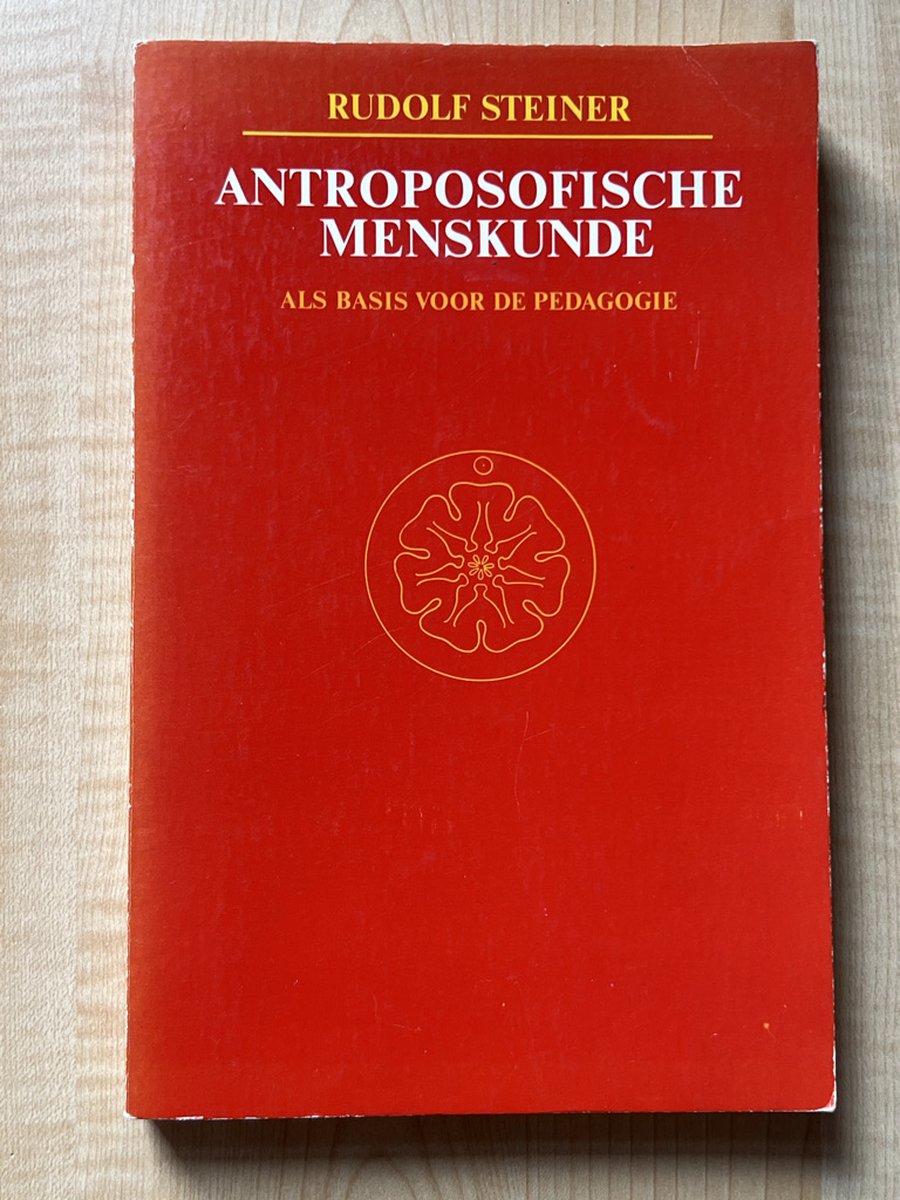 RUDOLF STEINER
ANTROPOSOFISCHE
MENSKUNDE
ALS BASIS VOOR DE PEDAGOGIE